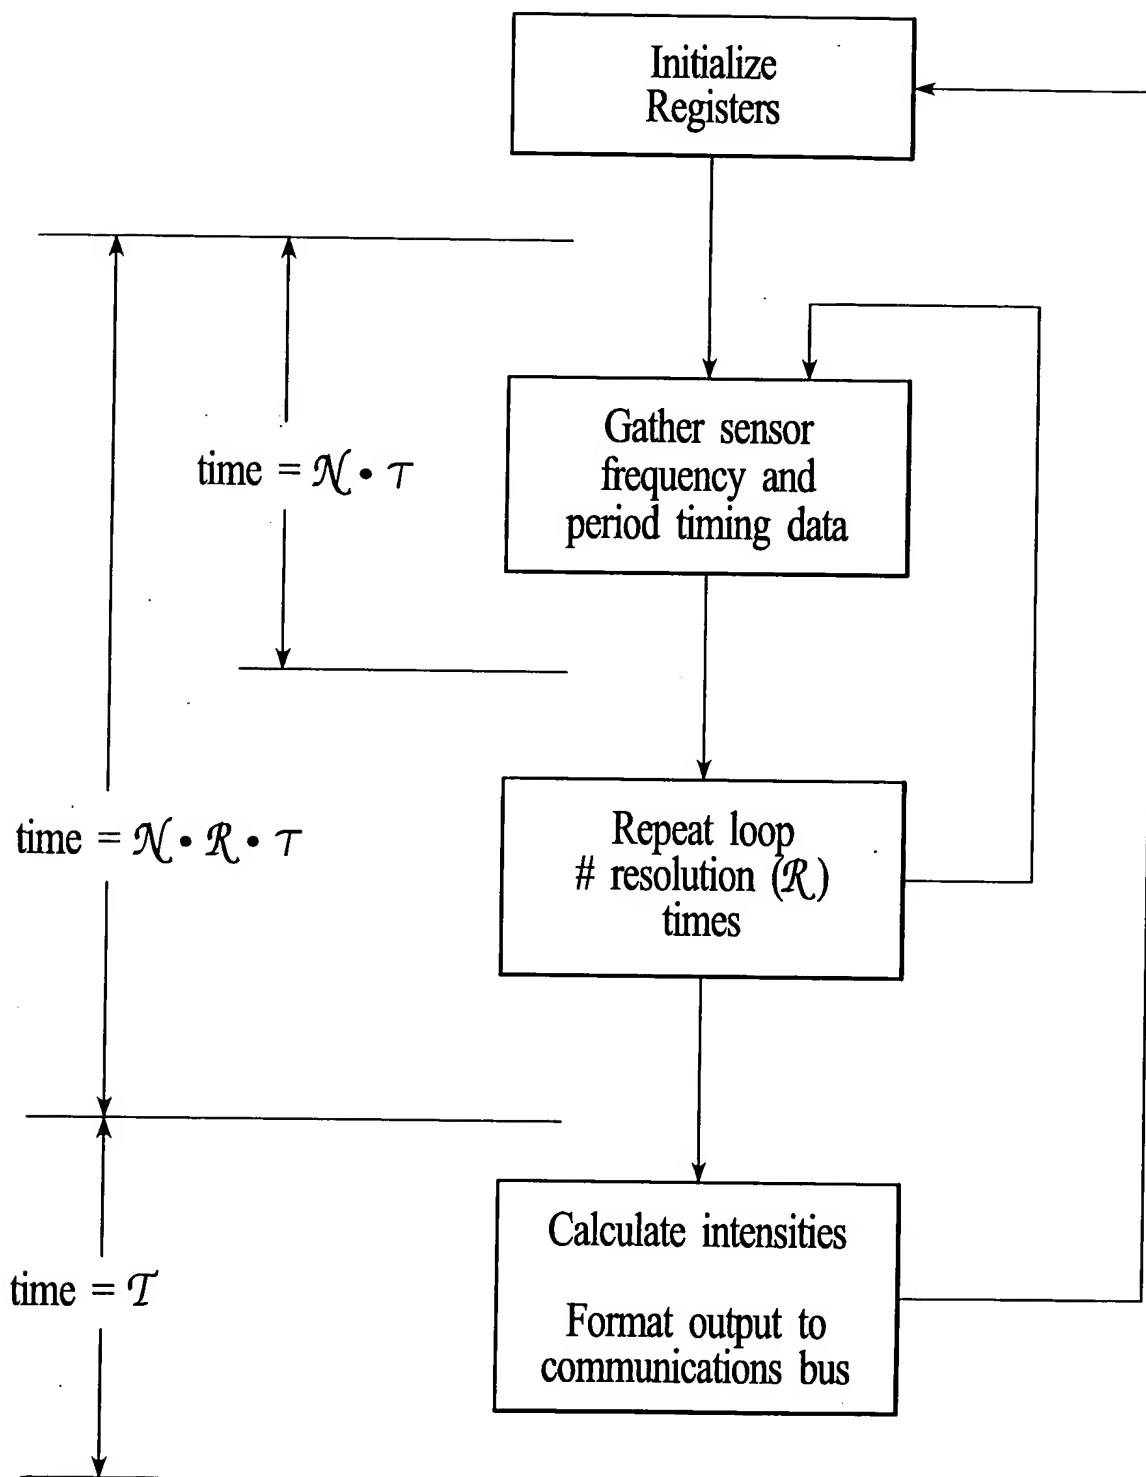 Initialize
Registers
Gather sensor
frequency and
period timing data
time = 𝒩 • τ
Repeat loop
# resolution (ℛ)
times
time = 𝒩 • ℛ • τ
Calculate intensities
Format output to
communications bus
time = 𝒯